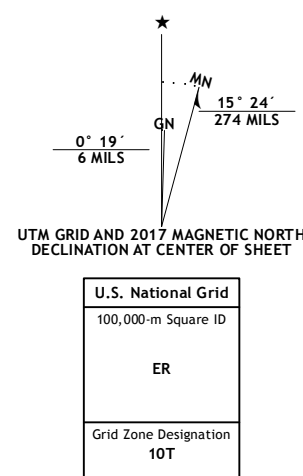 ★
MN
15° 24´
274 MILS
GN
0° 19´
6 MILS
UTM GRID AND 2017 MAGNETIC NORTH
DECLINATION AT CENTER OF SHEET
U.S. National Grid
100,000-m Square ID
ER
Grid Zone Designation
10T